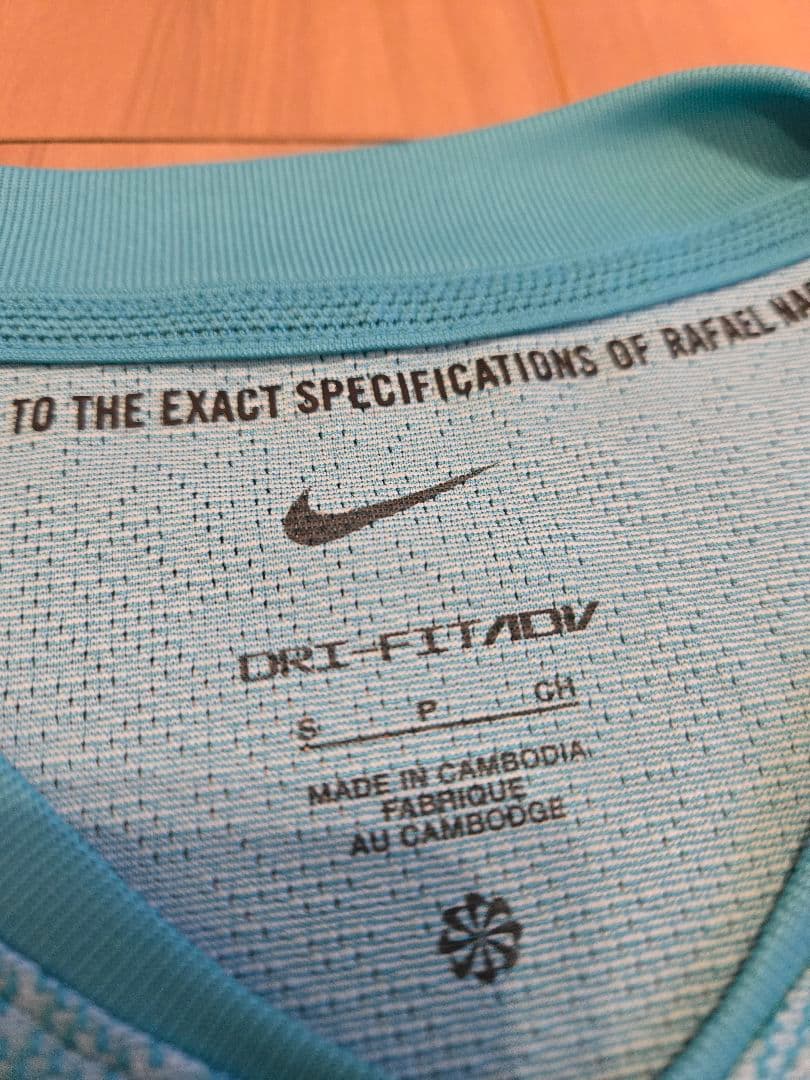 TO THE EXACT SPECIFICATIONS OF RAFAEL
DRI-FIT ADV
S P CH
MADE IN CAMBODIA
FABRIQUE
AU CAMBODGE